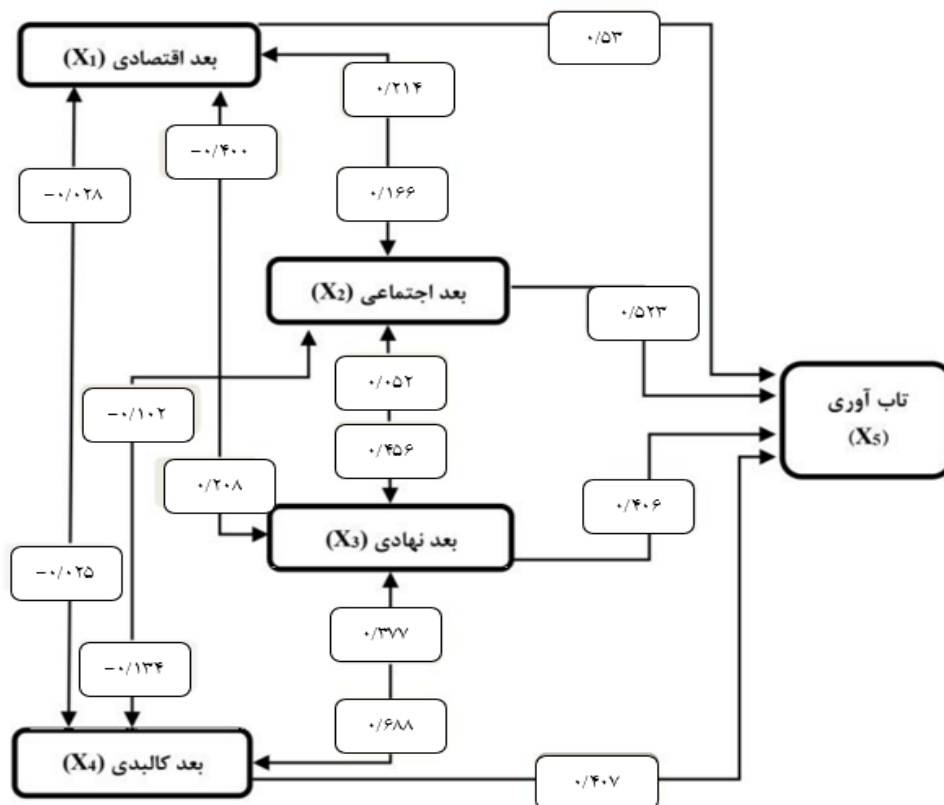 ۰/۵۳
بعد اقتصادی (X₁)
۰/۲۱۴
−۰/۴۰۰
−۰/۰۲۸
۰/۱۶۶
بعد اجتماعی (X₂)
۰/۵۲۳
۰/۰۵۲
−۰/۱۰۲
تاب آوری
(X₅)
۰/۴۵۶
۰/۲۰۸
۰/۴۰۶
بعد نهادی (X₃)
−۰/۰۲۵
۰/۳۷۷
−۰/۱۳۴
۰/۶۸۸
بعد کالبدی (X₄)
۰/۴۰۷